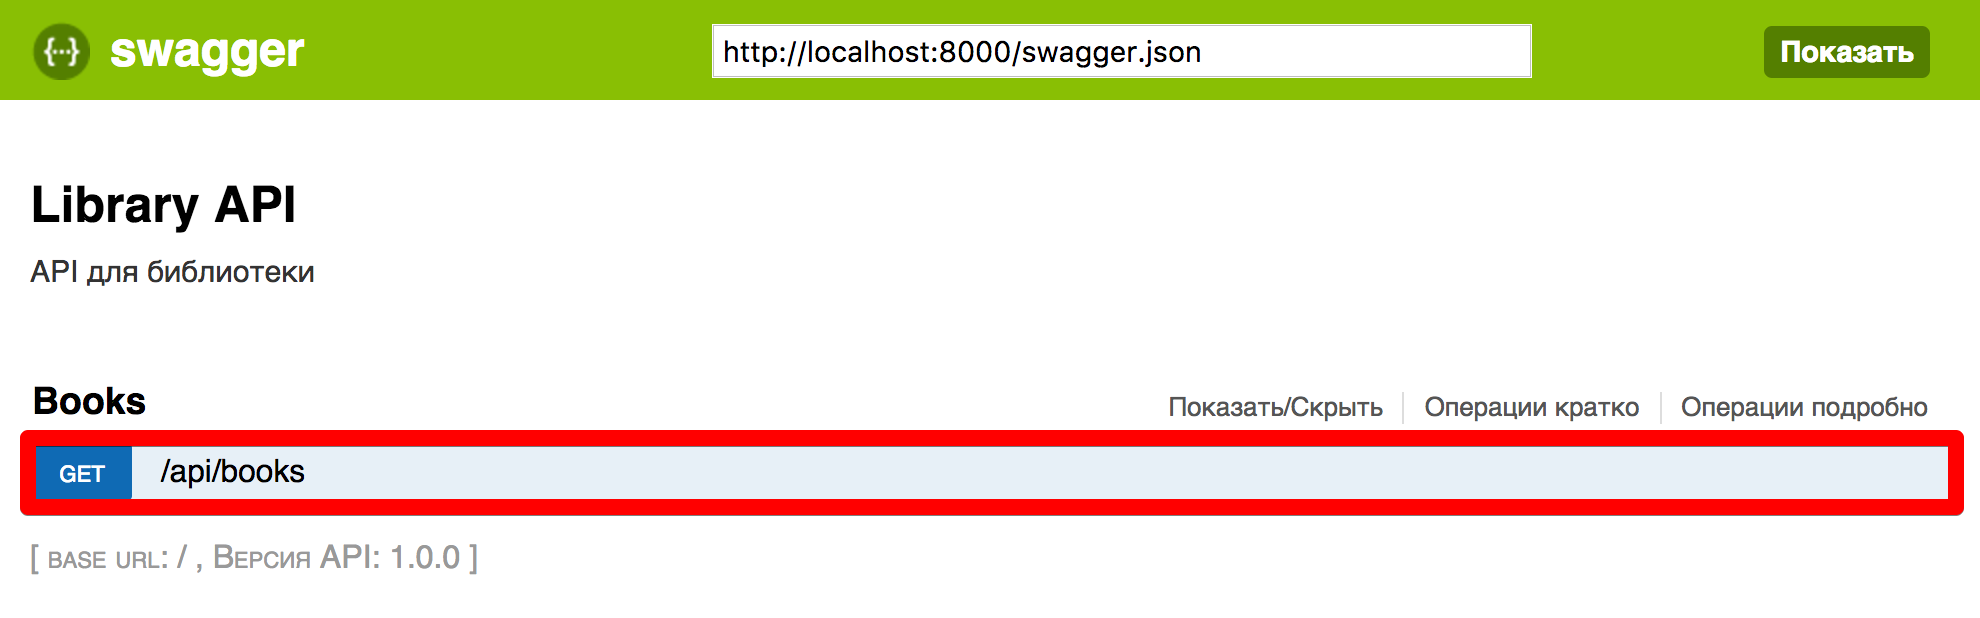 {···} swagger http://localhost:8000/swagger.json Показать
Library API
API для библиотеки
Books Показать/Скрыть Операции кратко Операции подробно
GET /api/books
[ BASE URL: / , ВЕРСИЯ API: 1.0.0 ]